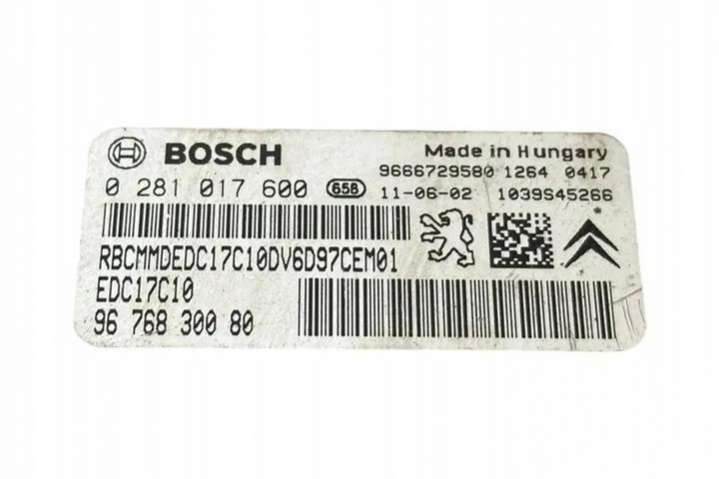 BOSCH Made in Hungary
9666729580 1264 0417
0 281 017 600 658 11-06-02 1039S45266
RBCMMDEDC17C10DV6D97CEM01
EDC17C10
96 768 300 80